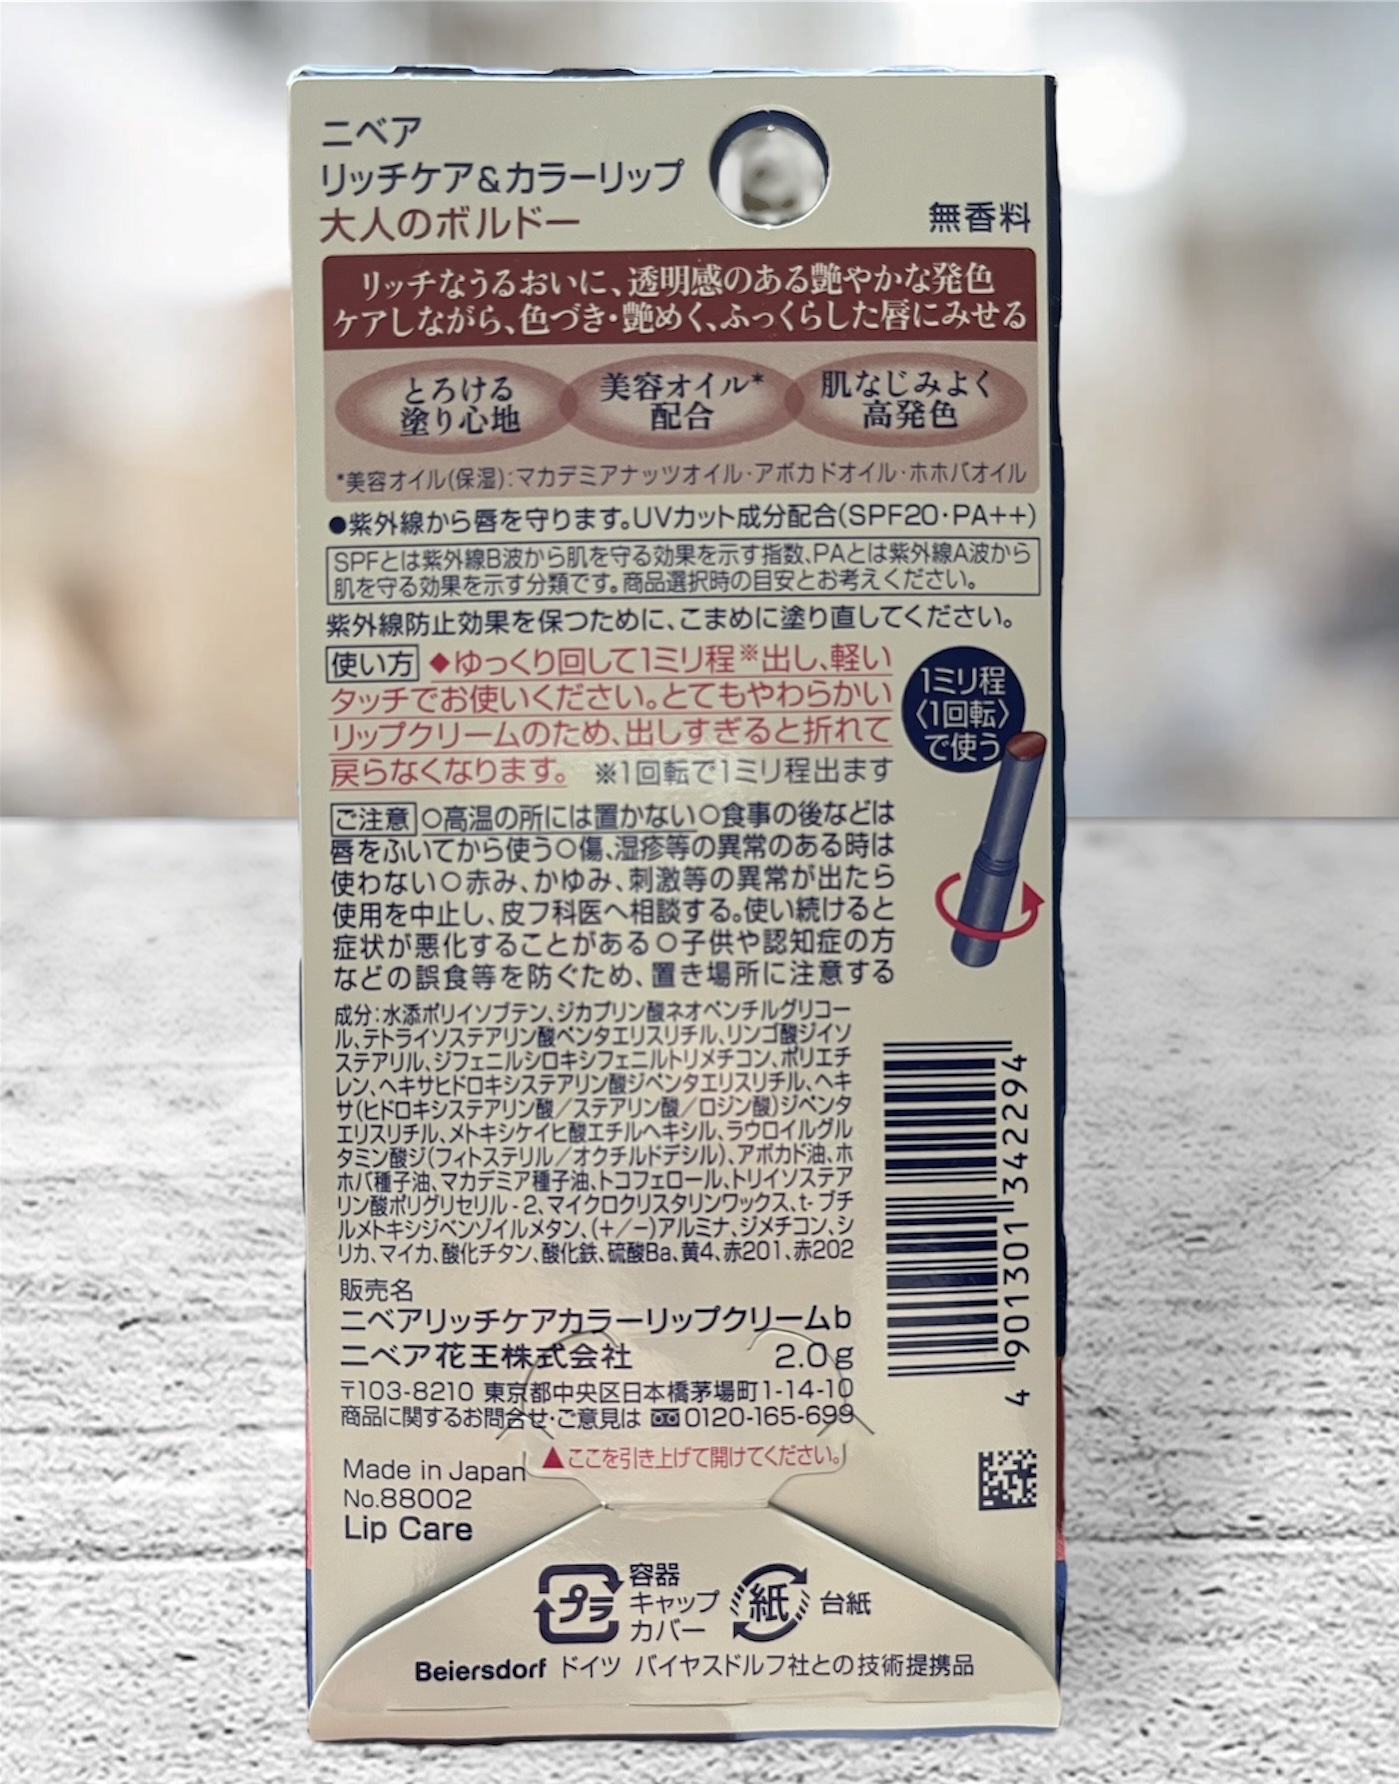 ニベア
リッチケア&カラーリップ
大人のボルドー
無香料
リッチなうるおいに、透明感のある艶やかな発色
ケアしながら、色づき・艶めく、ふっくらした唇にみせる
とろける
塗り心地
美容オイル*
配合
肌なじみよく
高発色
*美容オイル(保湿):マカデミアナッツオイル・アボカドオイル・ホホバオイル
●紫外線から唇を守ります。UVカット成分配合(SPF20・PA++)
SPFとは紫外線B波から肌を守る効果を示す指数、PAとは紫外線A波から
肌を守る効果を示す分類です。商品選択時の目安とお考えください。
紫外線防止効果を保つために、こまめに塗り直してください。
使い方 ◆ゆっくり回して1ミリ程※出し、軽い
タッチでお使いください。とてもやわらかい
リップクリームのため、出しすぎると折れて
戻らなくなります。 ※1回転で1ミリ程出ます
1ミリ程
〈1回転〉
で使う
ご注意 ○高温の所には置かない○食事の後などは
唇をふいてから使う○傷、湿疹等の異常のある時は
使わない○赤み、かゆみ、刺激等の異常が出たら
使用を中止し、皮フ科医へ相談する。使い続けると
症状が悪化することがある○子供や認知症の方
などの誤食等を防ぐため、置き場所に注意する
成分:水添ポリイソブテン、ジカプリン酸ネオペンチルグリコー
ル、テトライソステアリン酸ペンタエリスリチル、リンゴ酸ジイソ
ステアリル、ジフェニルシロキシフェニルトリメチコン、ポリエチ
レン、ヘキサヒドロキシステアリン酸ジペンタエリスリチル、ヘキ
サ(ヒドロキシステアリン酸/ステアリン酸/ロジン酸)ジペンタ
エリスリチル、メトキシケイヒ酸エチルヘキシル、ラウロイルグル
タミン酸ジ(フィトステリル/オクチルドデシル)、アボカド油、ホ
ホバ種子油、マカデミア種子油、トコフェロール、トリイソステア
リン酸ポリグリセリル-2、マイクロクリスタリンワックス、t-ブチ
ルメトキシジベンゾイルメタン、(+/−)アルミナ、ジメチコン、シ
リカ、マイカ、酸化チタン、酸化鉄、硫酸Ba、黄4、赤201、赤202
4 901301 342294
販売名
ニベアリッチケアカラーリップクリームb
ニベア花王株式会社 2.0g
〒103-8210 東京都中央区日本橋茅場町1-14-10
商品に関するお問合せ・ご意見は 0120-165-699
▲ここを引き上げて開けてください。
Made in Japan
No.88002
Lip Care
プラ
容器
キャップ
カバー
紙
台紙
Beiersdorf ドイツ バイヤスドルフ社との技術提携品